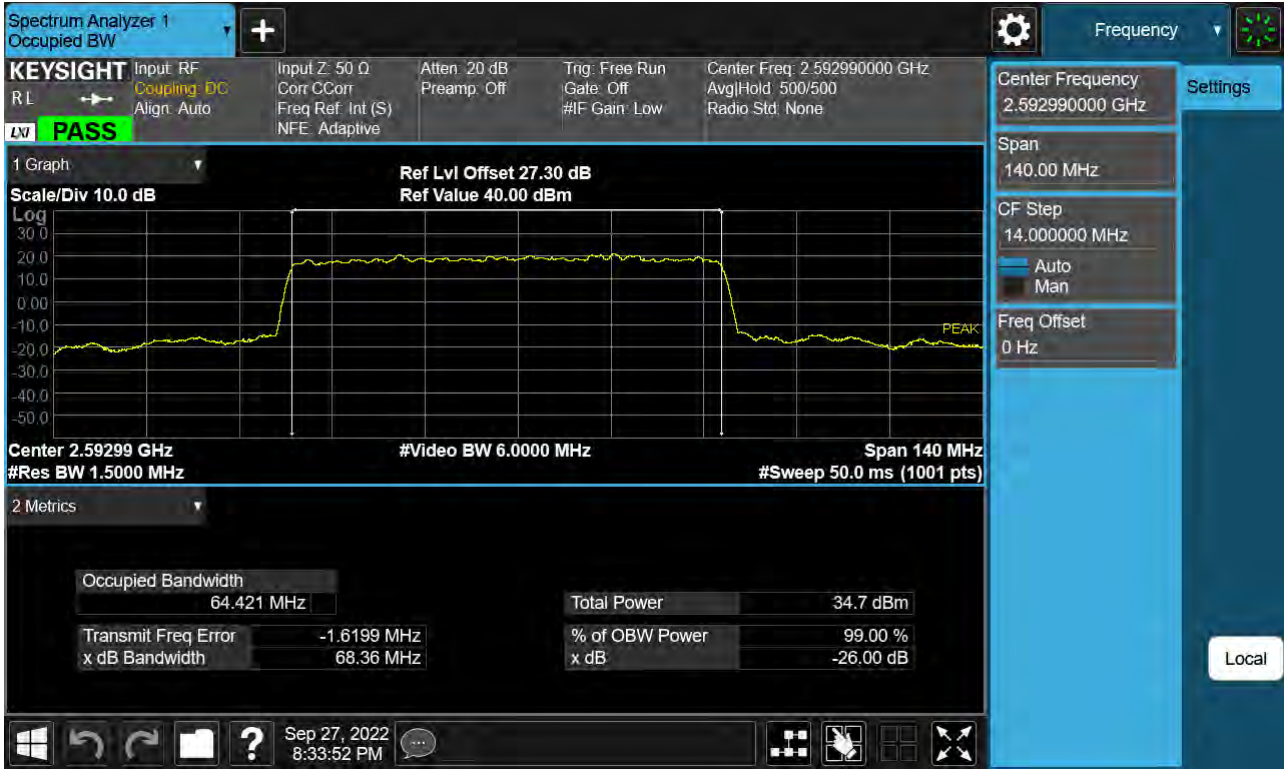 Spectrum Analyzer 1
Occupied BW
+
Frequency
KEYSIGHT
R L
LXI PASS
Input: RF
Coupling: DC
Align: Auto
Input Z: 50 Ω
Corr CCorr
Freq Ref: Int (S)
NFE: Adaptive
Atten: 20 dB
Preamp: Off
Trig: Free Run
Gate: Off
#IF Gain: Low
Center Freq: 2.592990000 GHz
Avg|Hold: 500/500
Radio Std: None
1 Graph
Scale/Div 10.0 dB
Ref Lvl Offset 27.30 dB
Ref Value 40.00 dBm
Log
30.0
20.0
10.0
0.00
-10.0
-20.0
-30.0
-40.0
-50.0
PEAK
Center 2.59299 GHz
#Video BW 6.0000 MHz
Span 140 MHz
#Res BW 1.5000 MHz
#Sweep 50.0 ms (1001 pts)
2 Metrics
Occupied Bandwidth
64.421 MHz
Total Power 34.7 dBm
Transmit Freq Error -1.6199 MHz
% of OBW Power 99.00 %
x dB Bandwidth 68.36 MHz
x dB -26.00 dB
Center Frequency
2.592990000 GHz
Settings
Span
140.00 MHz
CF Step
14.000000 MHz
Auto
Man
Freq Offset
0 Hz
Local
?
Sep 27, 2022
8:33:52 PM